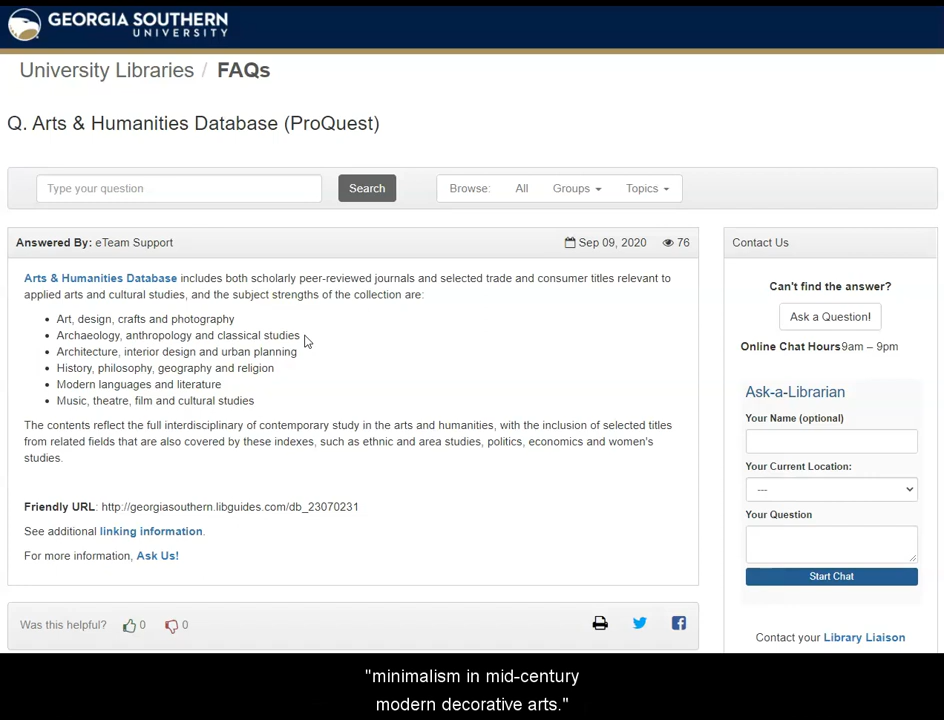 GEORGIA SOUTHERN
UNIVERSITY
University Libraries / FAQs
Q. Arts & Humanities Database (ProQuest)
Type your question
Search
Browse: All Groups Topics
Answered By: eTeam Support
Sep 09, 2020 76
Arts & Humanities Database includes both scholarly peer-reviewed journals and selected trade and consumer titles relevant to
applied arts and cultural studies, and the subject strengths of the collection are:
• Art, design, crafts and photography
• Archaeology, anthropology and classical studies
• Architecture, interior design and urban planning
• History, philosophy, geography and religion
• Modern languages and literature
• Music, theatre, film and cultural studies
The contents reflect the full interdisciplinary of contemporary study in the arts and humanities, with the inclusion of selected titles
from related fields that are also covered by these indexes, such as ethnic and area studies, politics, economics and women's
studies.
Friendly URL: http://georgiasouthern.libguides.com/db_23070231
See additional linking information.
For more information, Ask Us!
Was this helpful? 0 0
Contact Us
Can't find the answer?
Ask a Question!
Online Chat Hours9am – 9pm
Ask-a-Librarian
Your Name (optional)
Your Current Location:
---
Your Question
Start Chat
Contact your Library Liaison
"minimalism in mid-century
modern decorative arts."